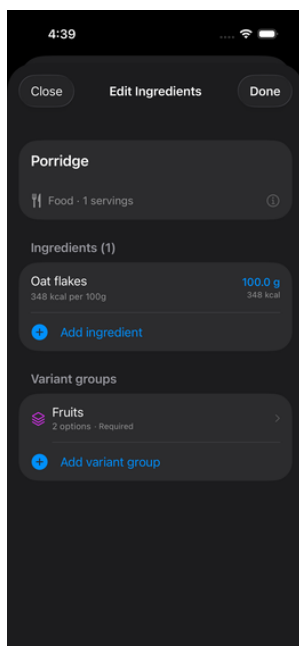 4:39
Close
Edit Ingredients
Done
Porridge
Food · 1 servings
Ingredients (1)
Oat flakes
100.0 g
348 kcal per 100g
348 kcal
Add ingredient
Variant groups
Fruits
2 options · Required
Add variant group